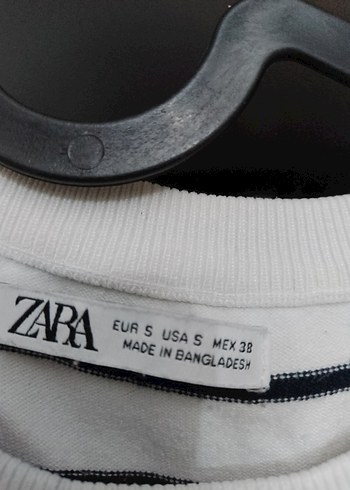 ZARA
EUR S USA S MEX 38
MADE IN BANGLADESH